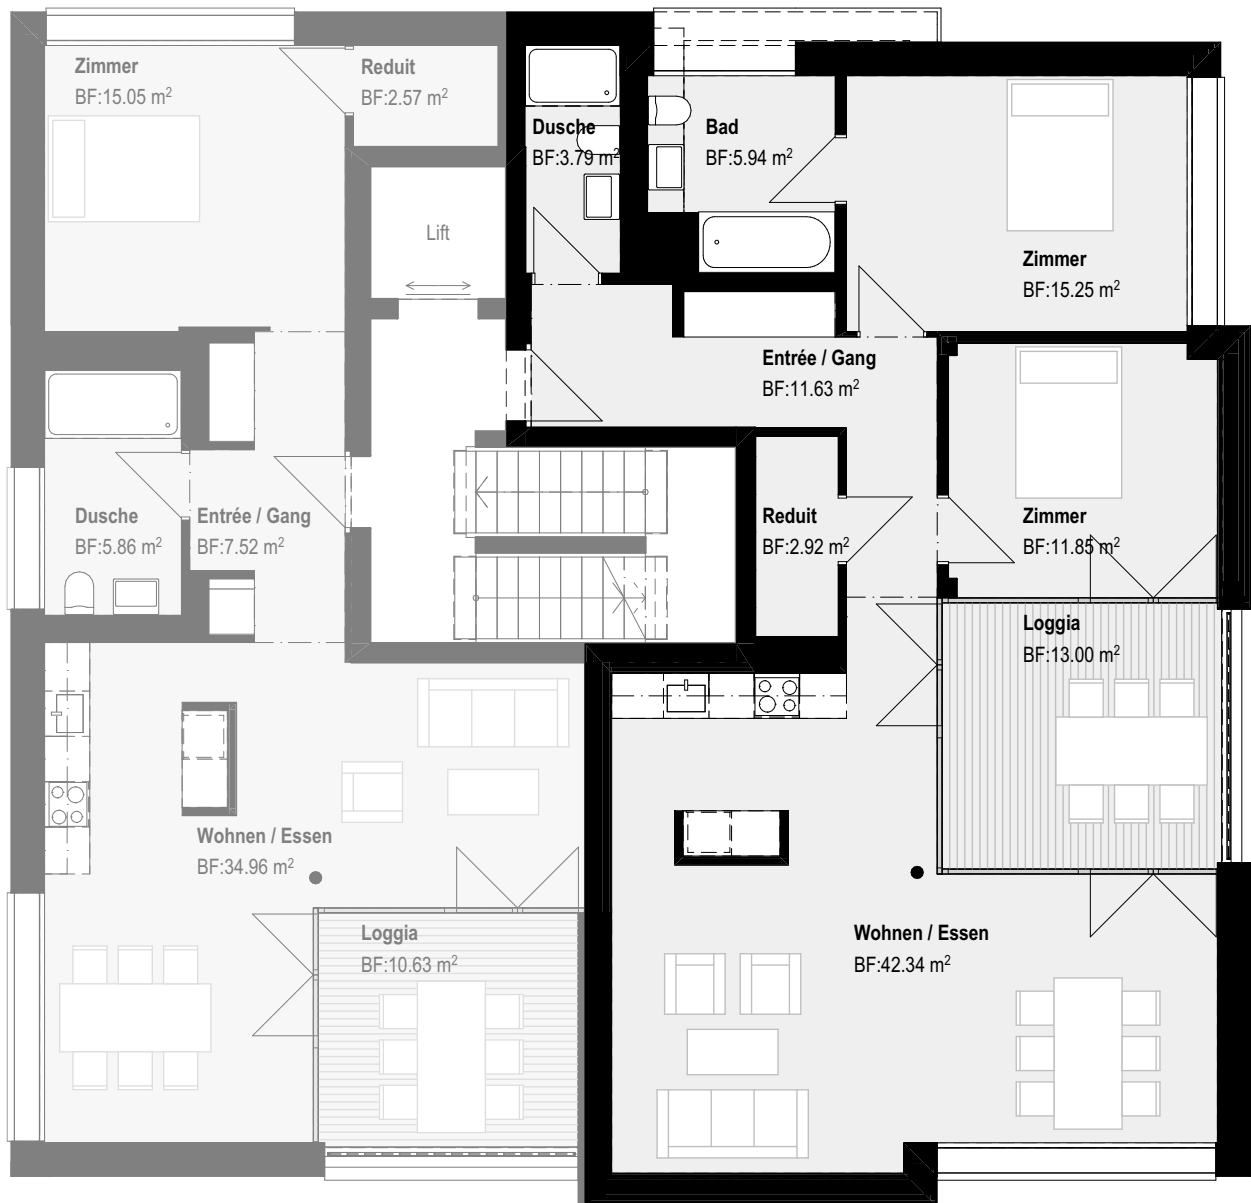 Zimmer
BF:15.05 m²
Reduit
BF:2.57 m²
Dusche
BF:3.79 m²
Bad
BF:5.94 m²
Lift
Zimmer
BF:15.25 m²
Entrée / Gang
BF:11.63 m²
Dusche
BF:5.86 m²
Entrée / Gang
BF:7.52 m²
Reduit
BF:2.92 m²
Zimmer
BF:11.85 m²
Loggia
BF:13.00 m²
Wohnen / Essen
BF:34.96 m²
Loggia
BF:10.63 m²
Wohnen / Essen
BF:42.34 m²